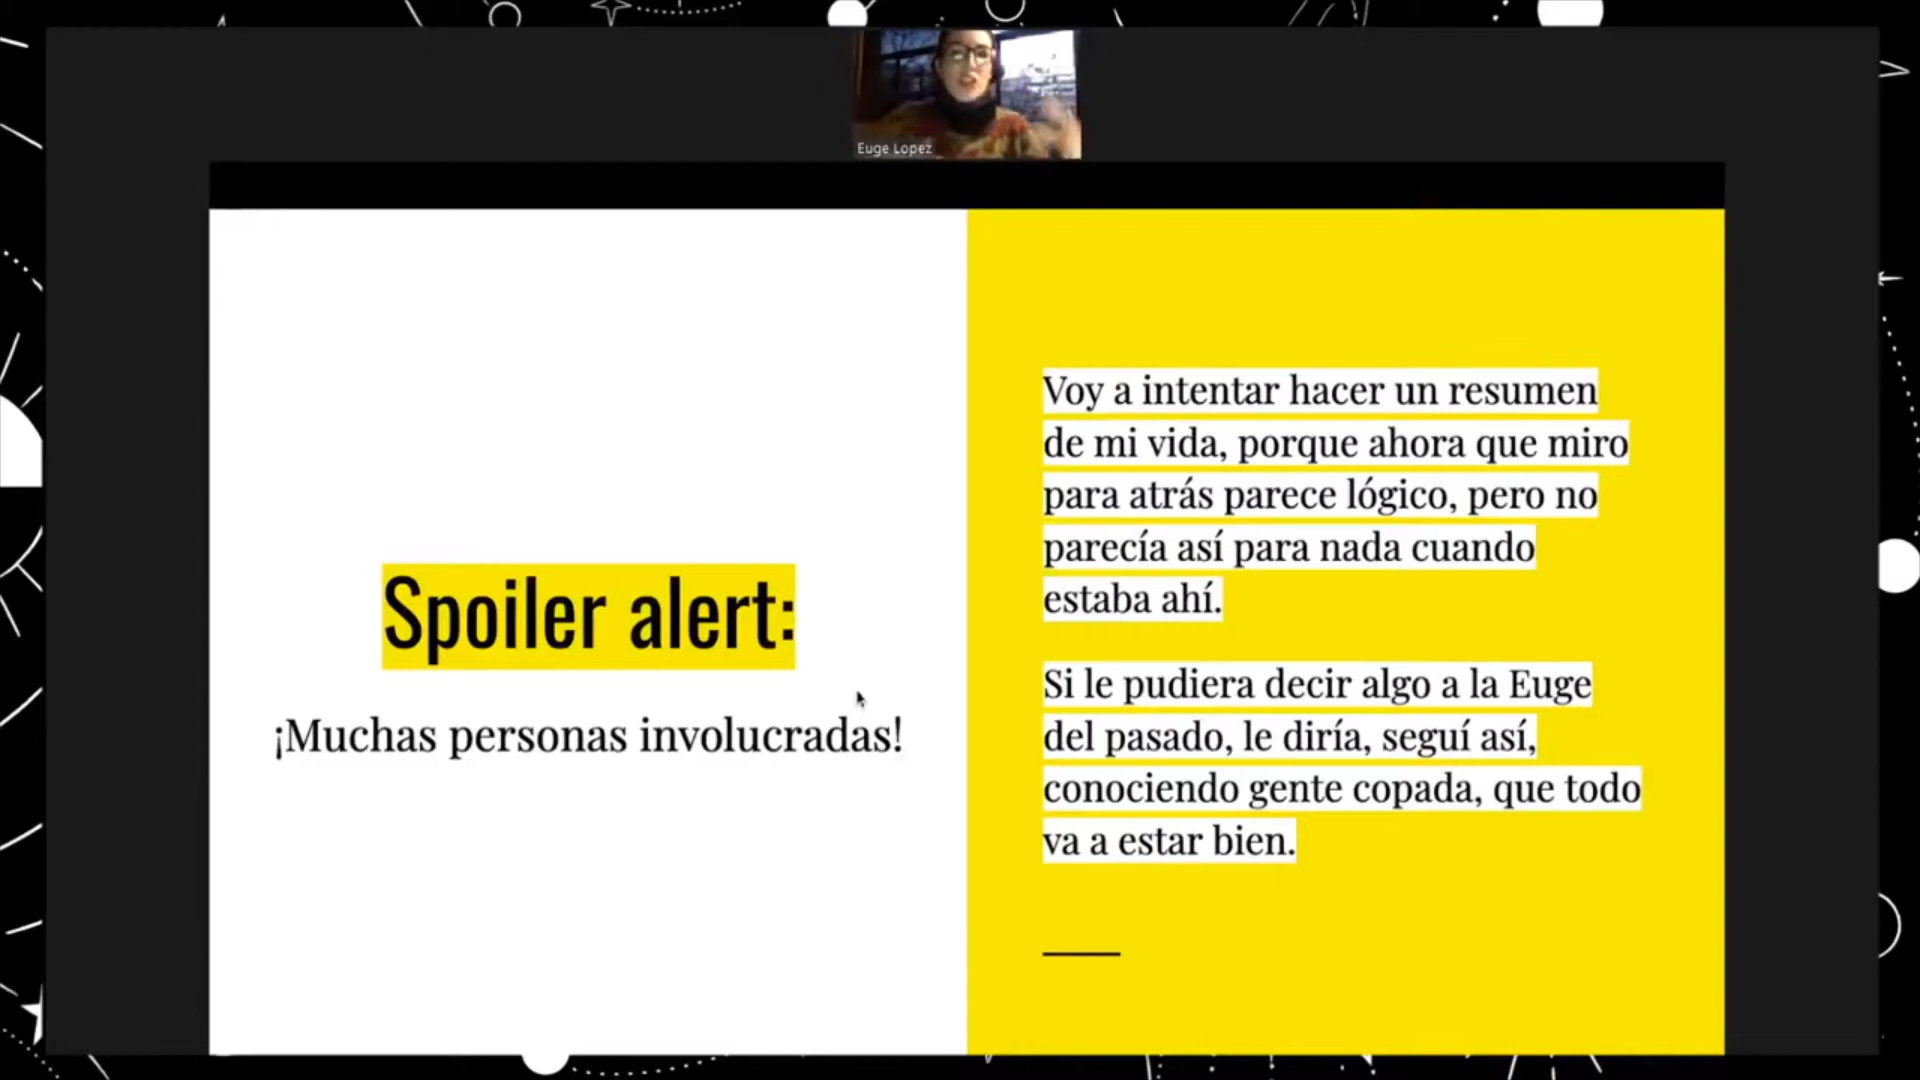 Euge Lopez
Spoiler alert:
¡Muchas personas involucradas!
Voy a intentar hacer un resumen
de mi vida, porque ahora que miro
para atrás parece lógico, pero no
parecía así para nada cuando
estaba ahí.
Si le pudiera decir algo a la Euge
del pasado, le diría, seguí así,
conociendo gente copada, que todo
va a estar bien.